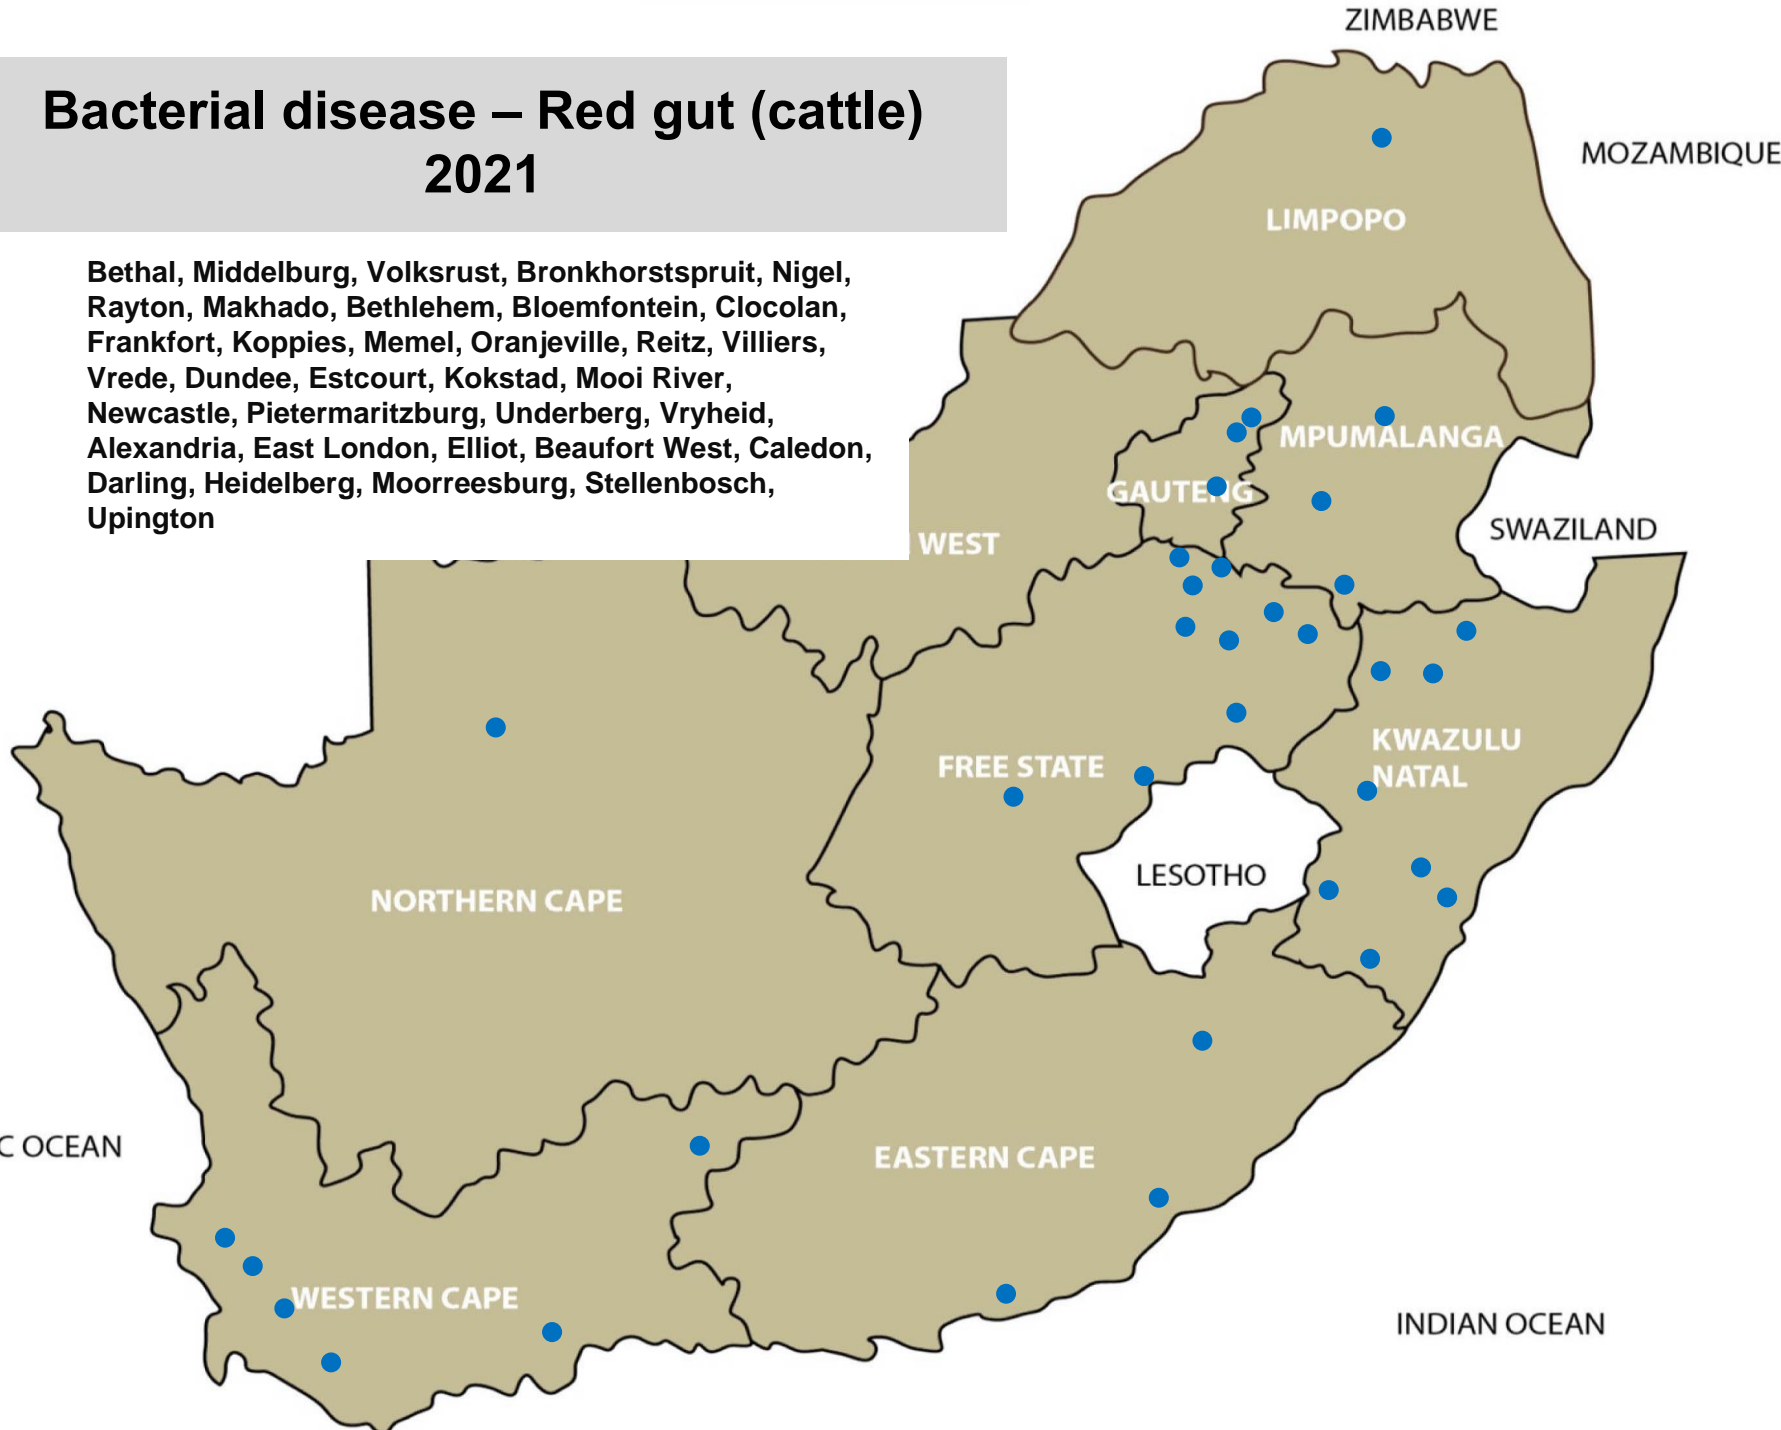 ZIMBABWE
Bacterial disease – Red gut (cattle)
2021
MOZAMBIQUE
LIMPOPO
Bethal, Middelburg, Volksrust, Bronkhorstspruit, Nigel,
Rayton, Makhado, Bethlehem, Bloemfontein, Clocolan,
Frankfort, Koppies, Memel, Oranjeville, Reitz, Villiers,
Vrede, Dundee, Estcourt, Kokstad, Mooi River,
Newcastle, Pietermaritzburg, Underberg, Vryheid,
Alexandria, East London, Elliot, Beaufort West, Caledon,
Darling, Heidelberg, Moorreesburg, Stellenbosch,
Upington
MPUMALANGA
GAUTENG
WEST
SWAZILAND
KWAZULU
NATAL
FREE STATE
LESOTHO
NORTHERN CAPE
C OCEAN
EASTERN CAPE
WESTERN CAPE
INDIAN OCEAN